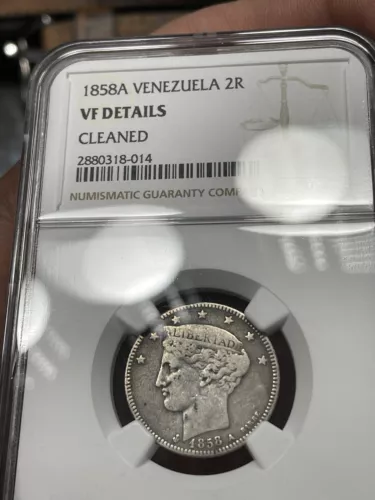 1858A VENEZUELA 2R
VF DETAILS
CLEANED
2880318-014
NUMISMATIC GUARANTY COMP
LIBERTAD
1858 A